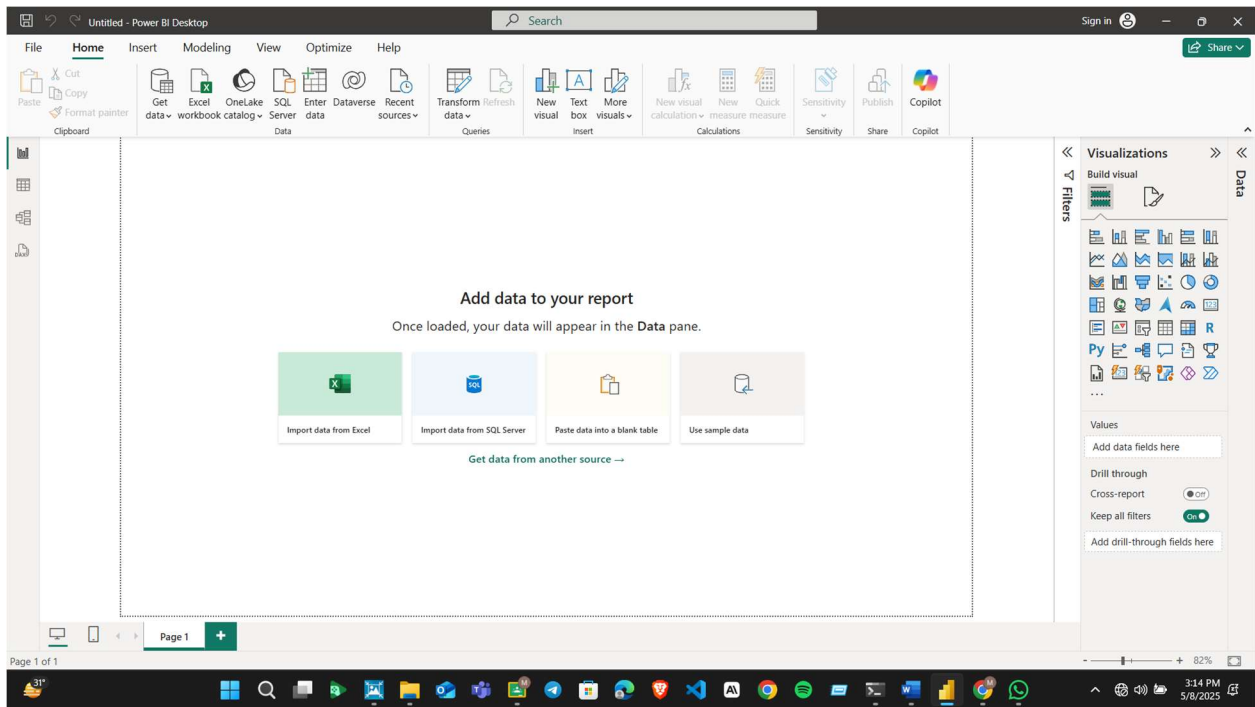 Untitled - Power BI Desktop
Search
Sign in
File Home Insert Modeling View Optimize Help
Share
Paste
Cut
Copy
Format painter
Clipboard
Get data
Excel workbook
OneLake catalog
SQL Server
Enter data
Dataverse
Recent sources
Data
Transform data
Refresh
Queries
New visual
Text box
More visuals
Insert
New visual calculation
New measure
Quick measure
Calculations
Sensitivity
Sensitivity
Publish
Share
Copilot
Copilot
Add data to your report
Once loaded, your data will appear in the Data pane.
Import data from Excel
Import data from SQL Server
Paste data into a blank table
Use sample data
Get data from another source →
Filters
Visualizations
Build visual
123
R
Py
...
Values
Add data fields here
Drill through
Cross-report
Off
Keep all filters
On
Add drill-through fields here
Data
Page 1
Page 1 of 1
- + 82%
31°
3:14 PM
5/8/2025